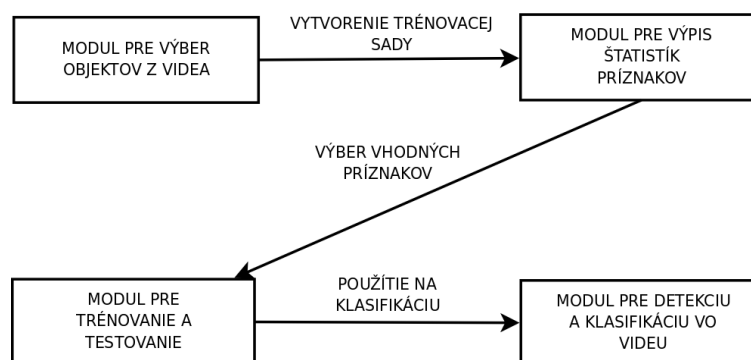 MODUL PRE VÝBER
OBJEKTOV Z VIDEA
VYTVORENIE TRÉNOVACEJ
SADY
MODUL PRE VÝPIS
ŠTATISTÍK
PRÍZNAKOV
VÝBER VHODNÝCH
PRÍZNAKOV
MODUL PRE
TRÉNOVANIE A
TESTOVANIE
POUŽÍTIE NA
KLASIFIKÁCIU
MODUL PRE DETEKCIU
A KLASIFIKÁCIU VO
VIDEU